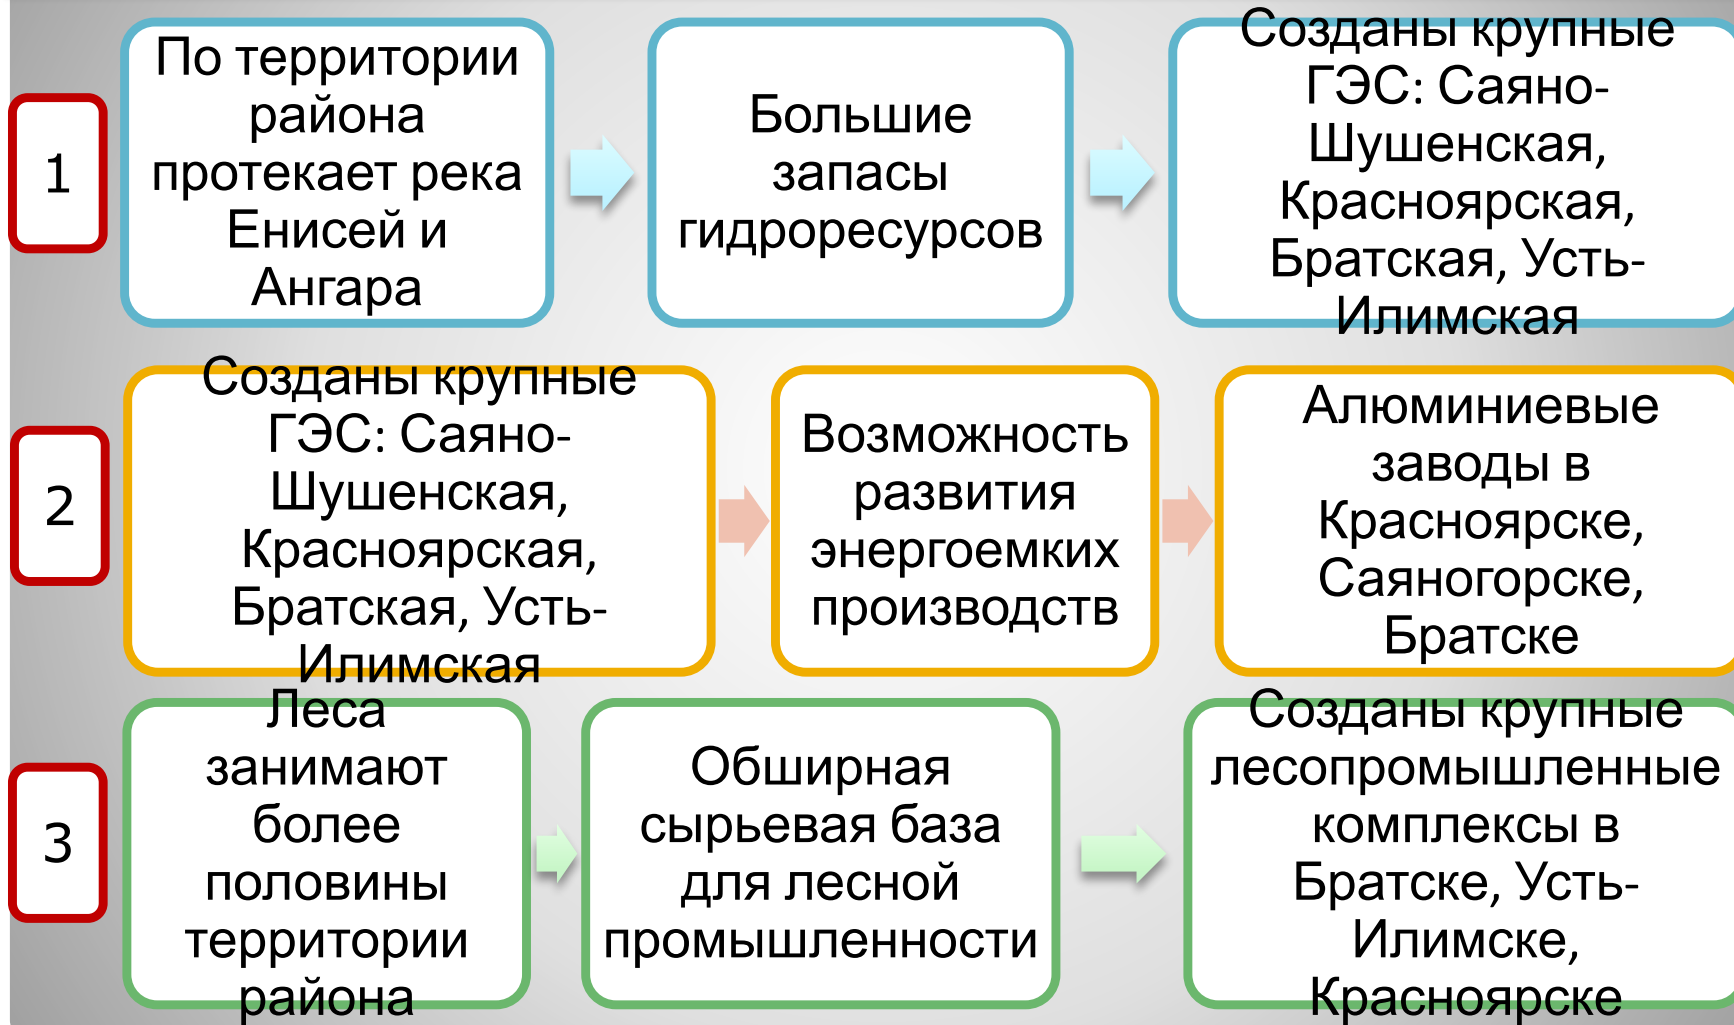 1
По территории
района
протекает река
Енисей и
Ангара
Большие
запасы
гидроресурсов
Созданы крупные
ГЭС: Саяно-
Шушенская,
Красноярская,
Братская, Усть-
Илимская
2
Созданы крупные
ГЭС: Саяно-
Шушенская,
Красноярская,
Братская, Усть-
Илимская
Возможность
развития
энергоемких
производств
Алюминиевые
заводы в
Красноярске,
Саяногорске,
Братске
3
Леса
занимают
более
половины
территории
района
Обширная
сырьевая база
для лесной
промышленности
Созданы крупные
лесопромышленные
комплексы в
Братске, Усть-
Илимске,
Красноярске